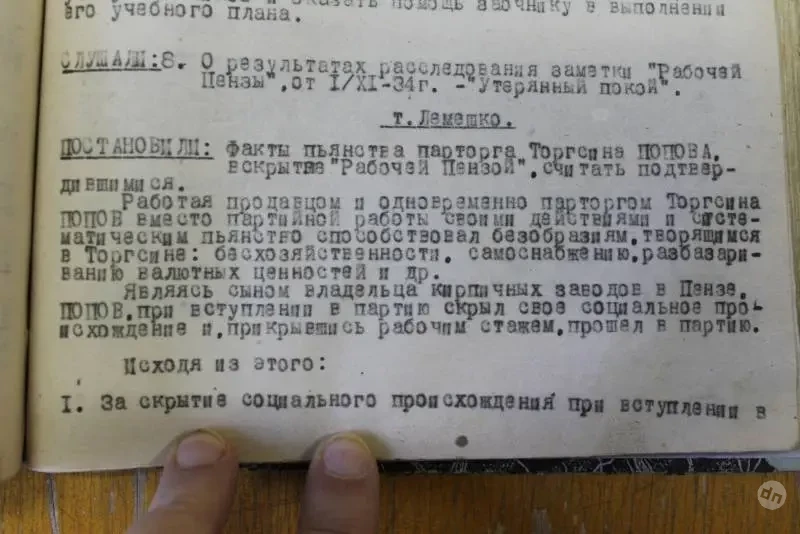 и оказать помощь заочнику в выполнении
его учебного плана.
СЛУШАЛИ:8. О результатах расследования заметки "Рабочей
Пензы",от I/XI-34г. -"Утерянный покой".
т.Лемешко.
ПОСТАНОВИЛИ: Факты пьянства парторга Торгсина ПОПОВА,
вскрытые "Рабочей Пензой",считать подтвер-
дившимися.
Работая продавцом и одновременно парторгом Торгсина
ПОПОВ вместо партийной работы своими действиями и систе-
матическим пьянство способствовал безобразиям,творящимся
в Торгсине: бесхозяйственности, самоснабжению,разбазари-
ванию валютных ценностей и др.
Являясь сыном владельца кирпичных заводов в Пензе,
ПОПОВ,при вступлении в партию скрыл свое социальное про-
исхождение и,прикрывшись рабочим стажем,прошел в партию.
Исходя из этого:
I. За скрытие социального происхождения при вступлении в
dn